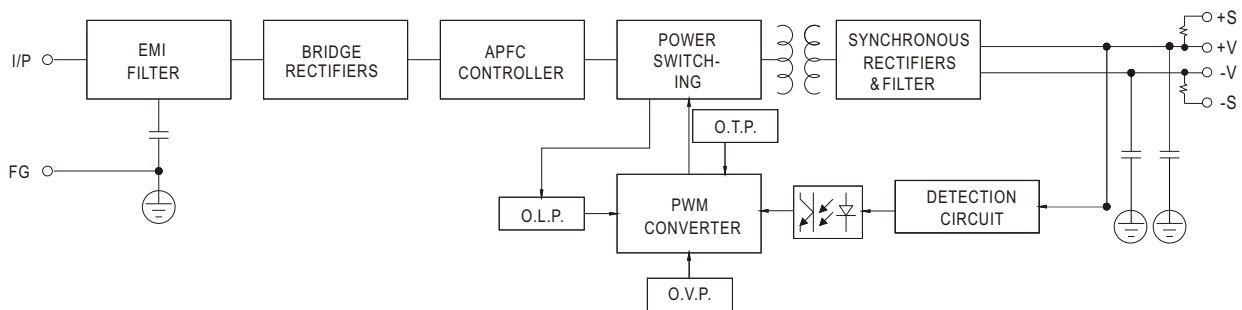 I/P
EMI
FILTER
BRIDGE
RECTIFIERS
APFC
CONTROLLER
POWER
SWITCH-
ING
SYNCHRONOUS
RECTIFIERS
&FILTER
+S
+V
-V
-S
O.T.P.
FG
O.L.P.
PWM
CONVERTER
DETECTION
CIRCUIT
O.V.P.